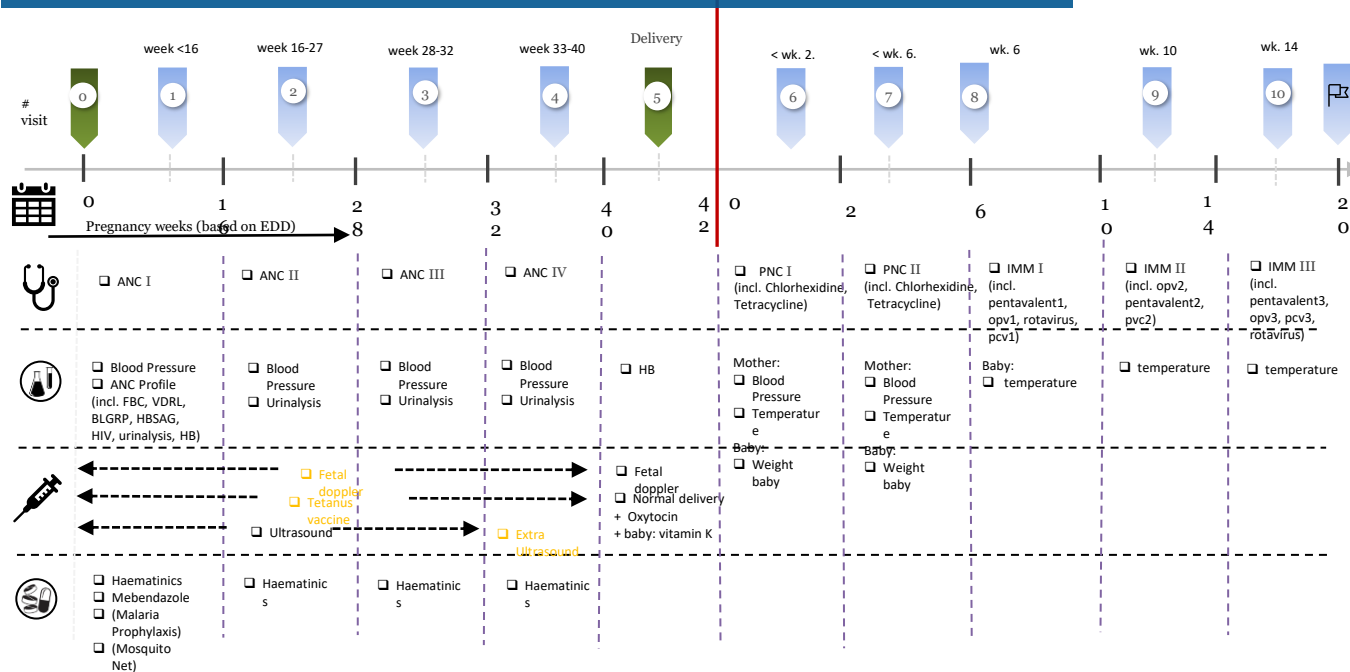 Delivery
week <16
week 16-27
week 28-32
week 33-40
< wk. 2.
< wk. 6.
wk. 6
wk. 10
wk. 14
#
visit
0
1
2
3
4
5
6
7
8
9
10
0
1
6
2
8
3
2
4
0
4
2
0
2
6
1
0
1
4
2
0
Pregnancy weeks (based on EDD)
❑ ANC I
❑ ANC II
❑ ANC III
❑ ANC IV
❑ PNC I
(incl. Chlorhexidine,
Tetracycline)
❑ PNC II
(incl. Chlorhexidine,
Tetracycline)
❑ IMM I
(incl.
pentavalent1,
opv1, rotavirus,
pcv1)
❑ IMM II
(incl. opv2,
pentavalent2,
pvc2)
❑ IMM III
(incl.
pentavalent3,
opv3, pcv3,
rotavirus)
❑ Blood Pressure
❑ ANC Profile
(incl. FBC, VDRL,
BLGRP, HBSAG,
HIV, urinalysis, HB)
❑ Blood
Pressure
❑ Urinalysis
❑ Blood
Pressure
❑ Urinalysis
❑ Blood
Pressure
❑ Urinalysis
❑ HB
Mother:
❑ Blood
Pressure
❑ Temperatur
e
Baby:
❑ Weight
baby
Mother:
❑ Blood
Pressure
❑ Temperatur
e
Baby:
❑ Weight
baby
Baby:
❑ temperature
❑ temperature
❑ temperature
❑ Fetal
doppler
❑ Tetanus
vaccine
❑ Ultrasound
❑ Extra
Ultrasound
❑ Fetal
doppler
❑ Normal delivery
+ Oxytocin
+ baby: vitamin K
❑ Haematinics
❑ Mebendazole
❑ (Malaria
Prophylaxis)
❑ (Mosquito
Net)
❑ Haematinic
s
❑ Haematinic
s
❑ Haematinic
s